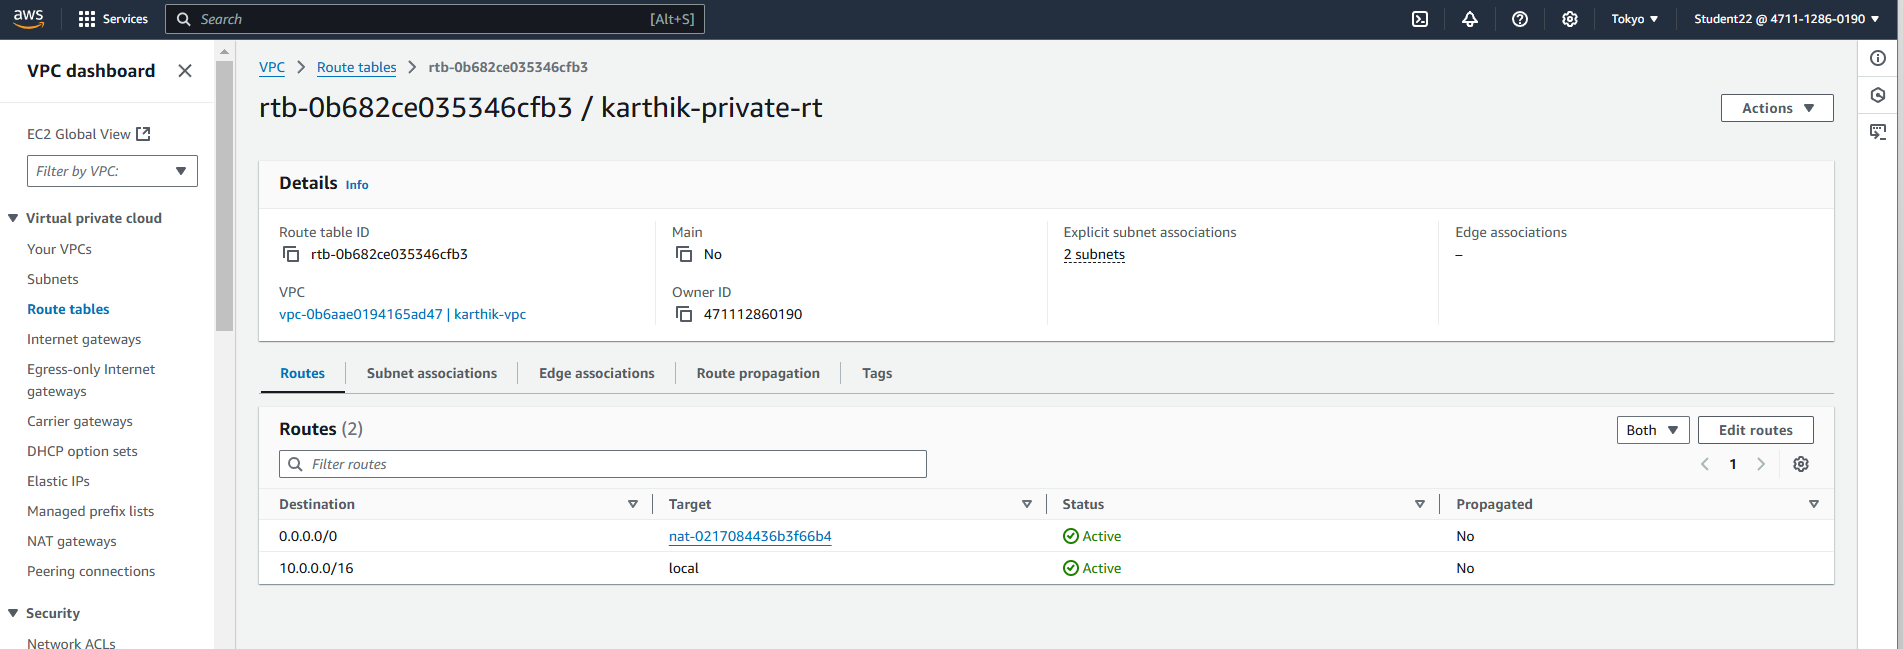 aws Services Search [Alt+S] Tokyo Student22 @ 4711-1286-0190
VPC dashboard
EC2 Global View
Filter by VPC:
Virtual private cloud
Your VPCs
Subnets
Route tables
Internet gateways
Egress-only Internet
gateways
Carrier gateways
DHCP option sets
Elastic IPs
Managed prefix lists
NAT gateways
Peering connections
Security
Network ACLs
VPC Route tables rtb-0b682ce035346cfb3
rtb-0b682ce035346cfb3 / karthik-private-rt
Actions
Details Info
Route table ID
rtb-0b682ce035346cfb3
Main
No
Explicit subnet associations
2 subnets
Edge associations
–
VPC
vpc-0b6aae0194165ad47 | karthik-vpc
Owner ID
471112860190
Routes Subnet associations Edge associations Route propagation Tags
Routes (2)
Both Edit routes
Filter routes
1
Destination Target Status Propagated
0.0.0.0/0 nat-0217084436b3f66b4 Active No
10.0.0.0/16 local Active No